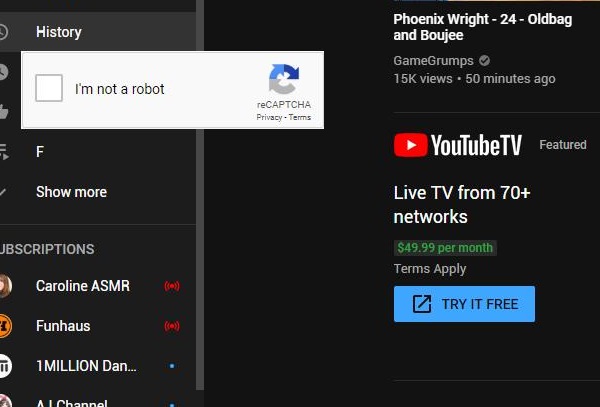 History
I'm not a robot
reCAPTCHA
Privacy - Terms
F
Show more
UBSCRIPTIONS
Caroline ASMR
Funhaus
1MILLION Dan...
A.I.Channel
Phoenix Wright - 24 - Oldbag
and Boujee
GameGrumps
15K views • 50 minutes ago
YouTubeTV Featured
Live TV from 70+
networks
$49.99 per month
Terms Apply
TRY IT FREE